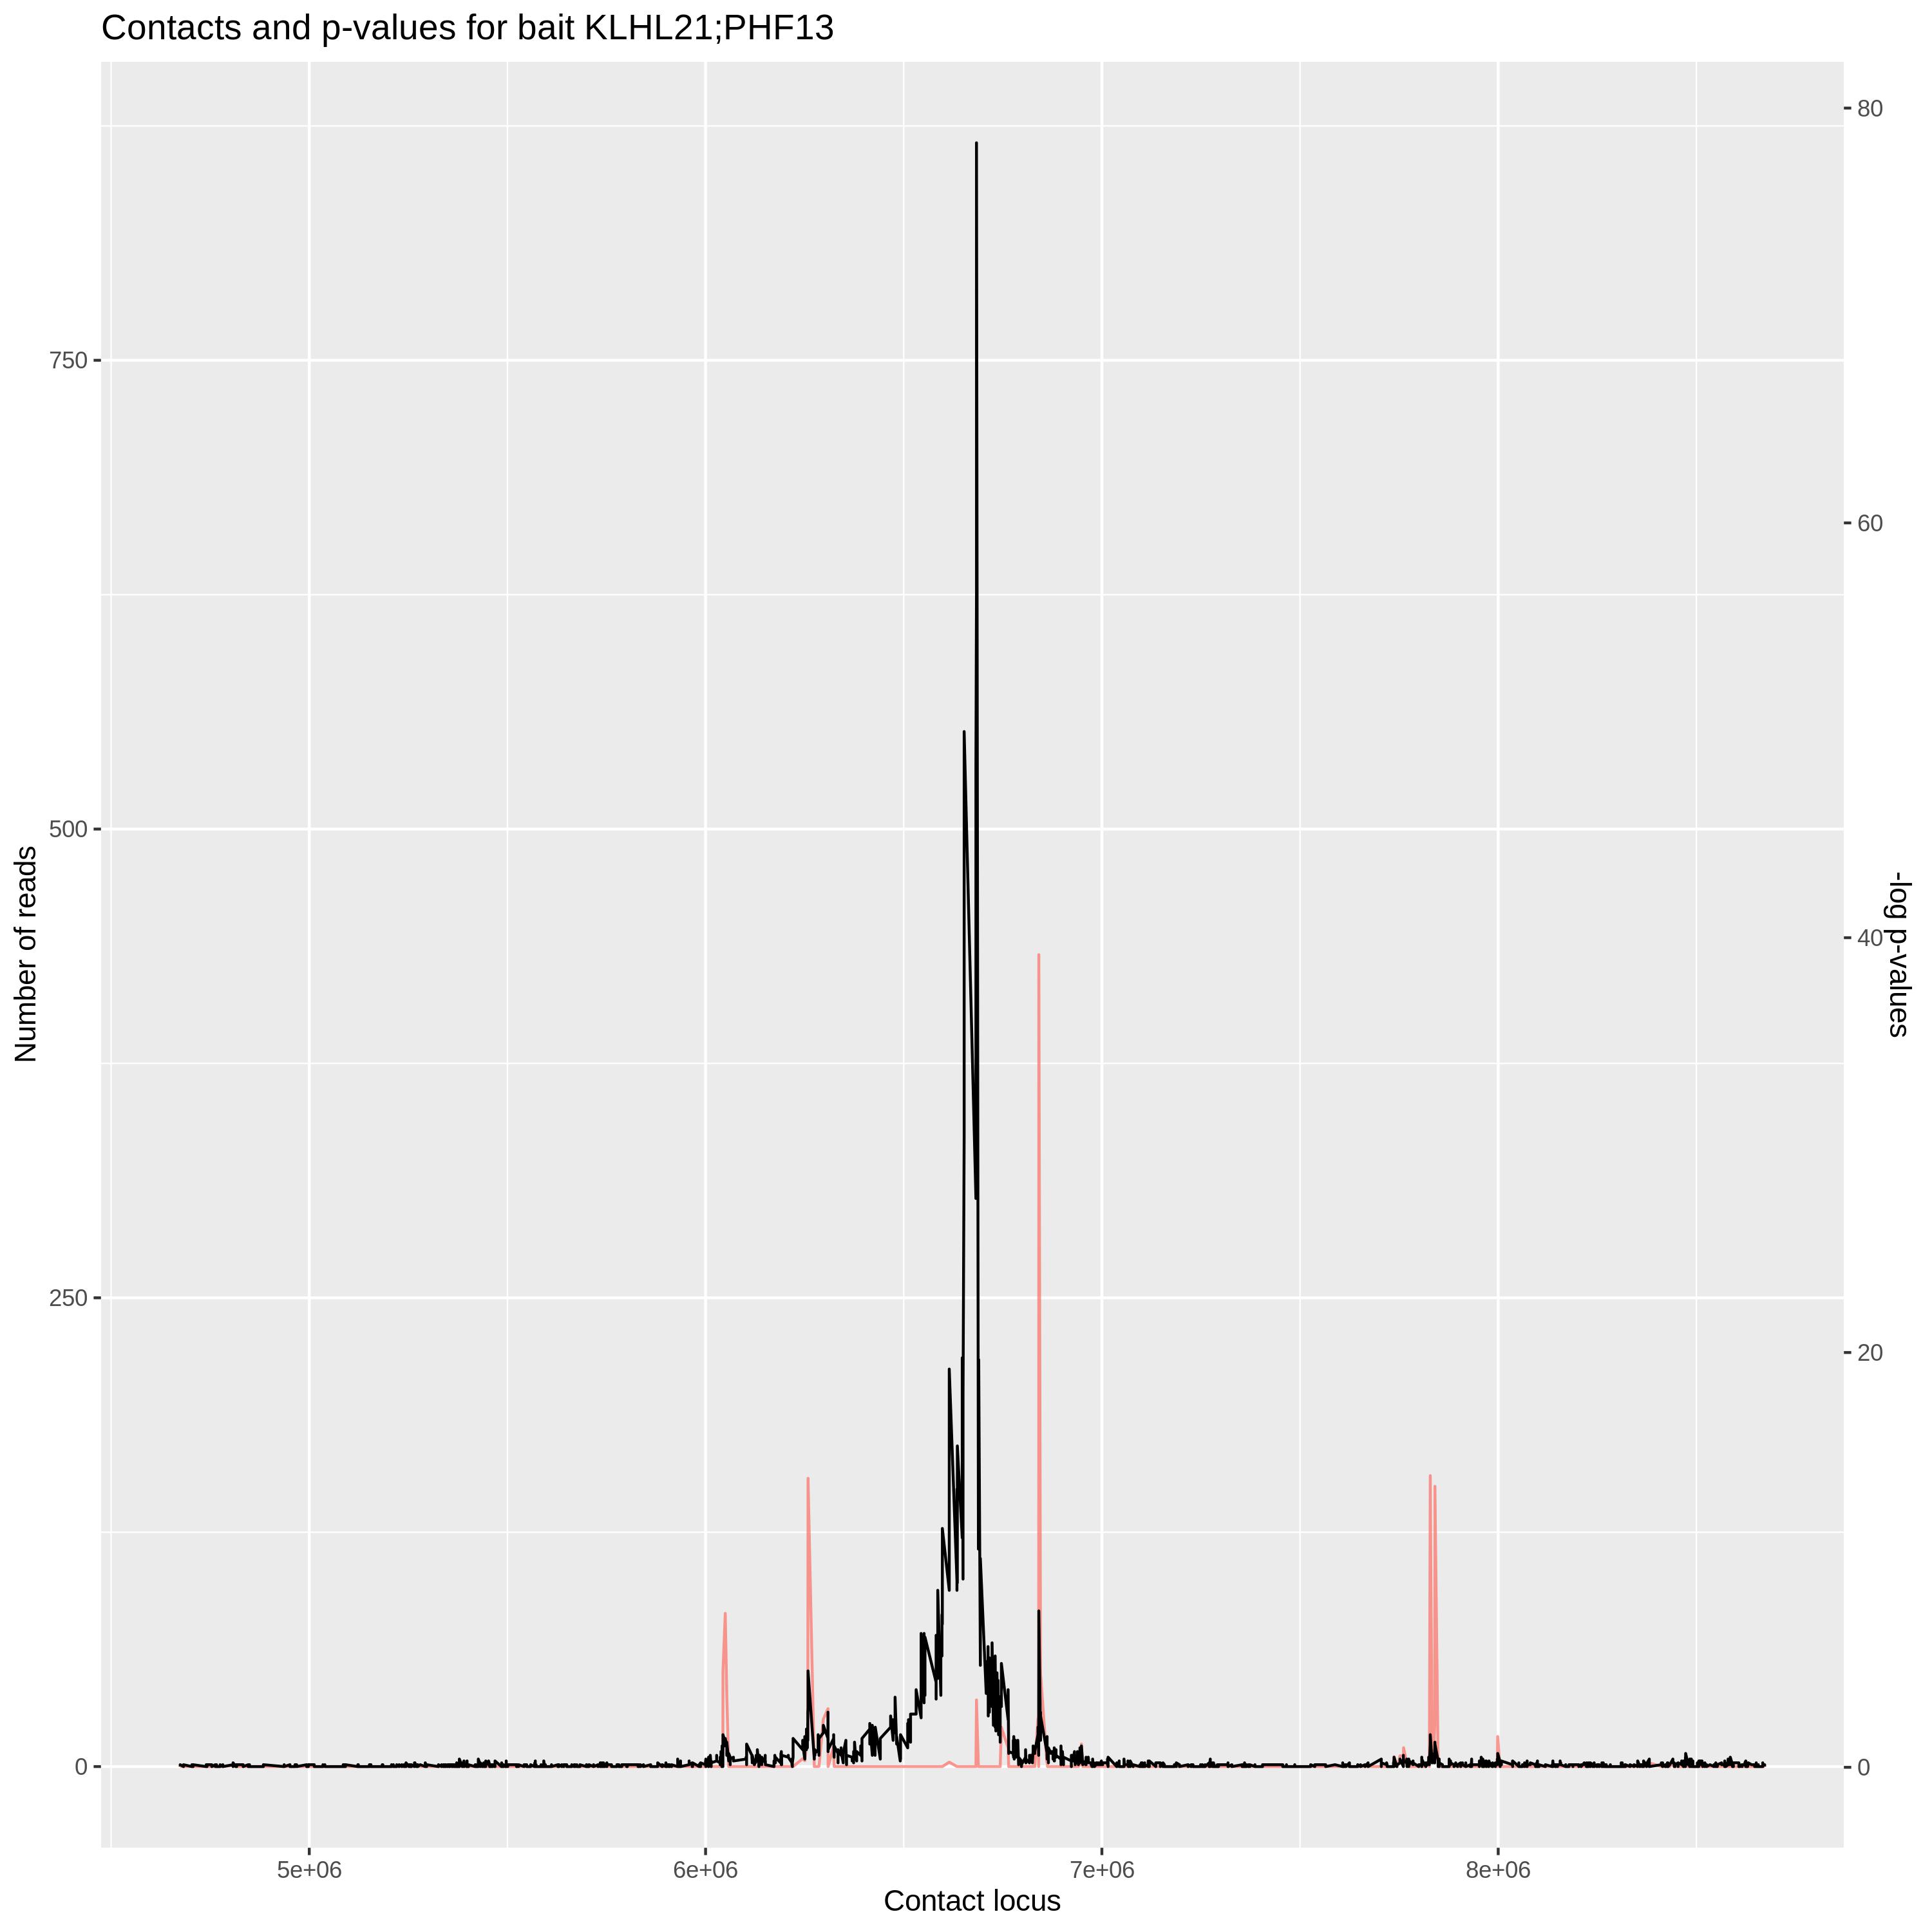 Contacts and p-values for bait KLHL21;PHF13
80
750
60
500
40
Number of reads
-log p-values
250
20
0
0
5e+06
6e+06
7e+06
8e+06
Contact locus